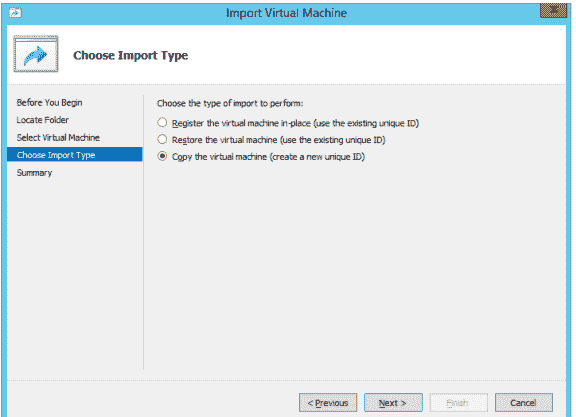 Import Virtual Machine
Choose Import Type
Before You Begin
Locate Folder
Select Virtual Machine
Choose Import Type
Summary
Choose the type of import to perform:
Register the virtual machine in-place (use the existing unique ID)
Restore the virtual machine (use the existing unique ID)
Copy the virtual machine (create a new unique ID)
< Previous
Next >
Finish
Cancel